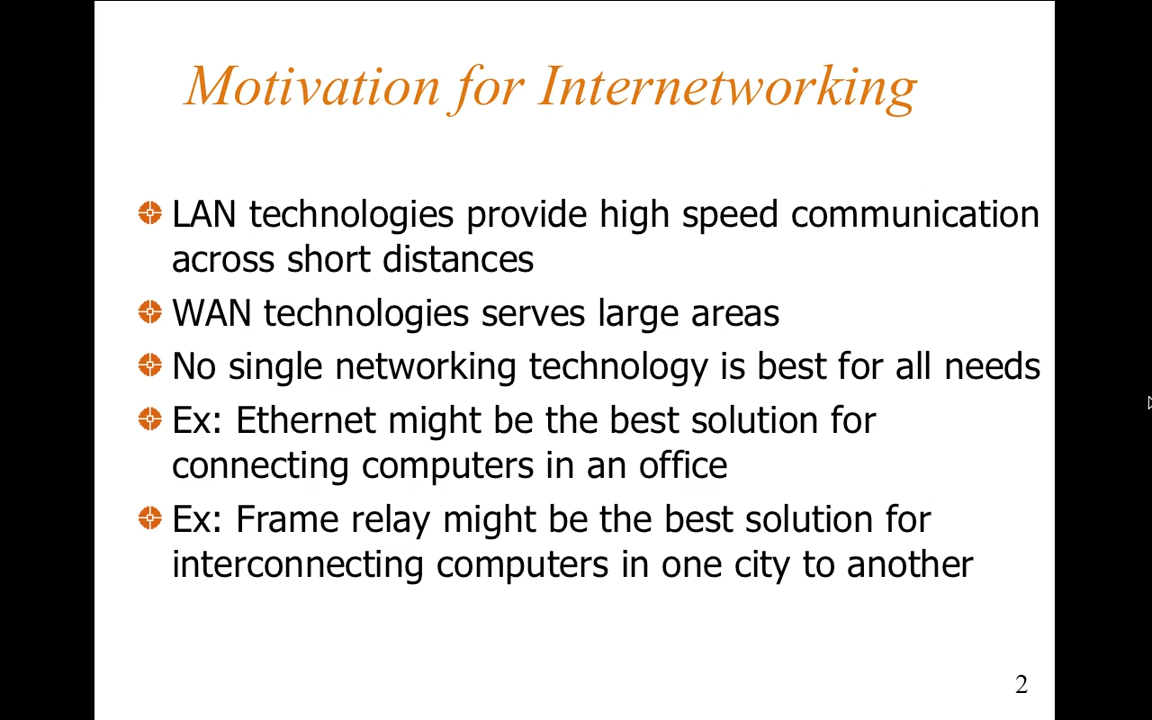 Motivation for Internetworking
LAN technologies provide high speed communication
across short distances
WAN technologies serves large areas
No single networking technology is best for all needs
Ex: Ethernet might be the best solution for
connecting computers in an office
Ex: Frame relay might be the best solution for
interconnecting computers in one city to another
2